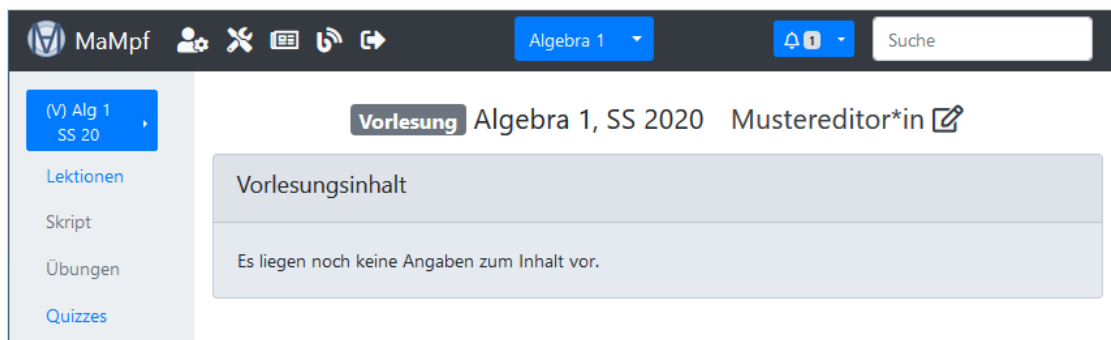 MaMpf Algebra 1 1 Suche
(V) Alg 1
SS 20
Vorlesung Algebra 1, SS 2020 Mustereditor*in
Lektionen
Vorlesungsinhalt
Skript
Übungen
Es liegen noch keine Angaben zum Inhalt vor.
Quizzes